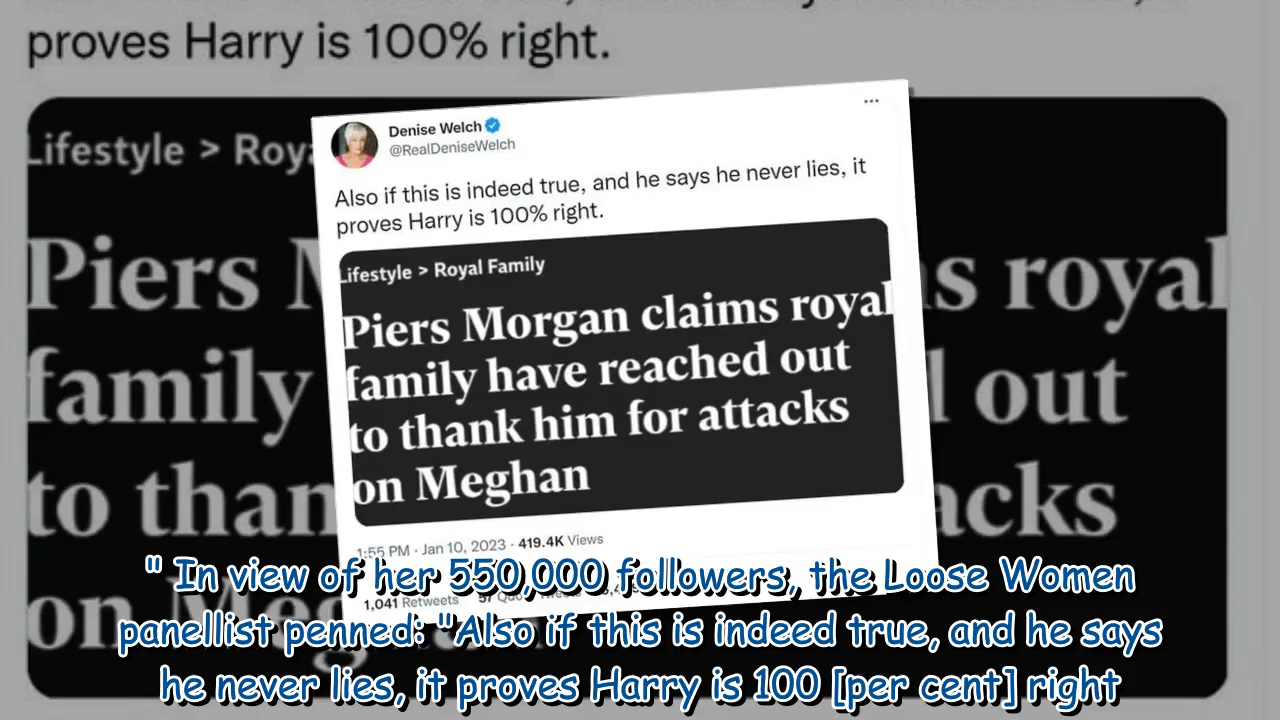 proves Harry is 100% right.
Lifestyle > Roya
Piers M
ns royal
family
d out
to than
acks
on Meg
Denise Welch
@RealDeniseWelch
Also if this is indeed true, and he says he never lies, it
proves Harry is 100% right.
Lifestyle > Royal Family
Piers Morgan claims royal
family have reached out
to thank him for attacks
on Meghan
1:55 PM · Jan 10, 2023 · 419.4K Views
1,041 Retweets 57
" In view of her 550,000 followers, the Loose Women
panellist penned: "Also if this is indeed true, and he says
he never lies, it proves Harry is 100 [per cent] right